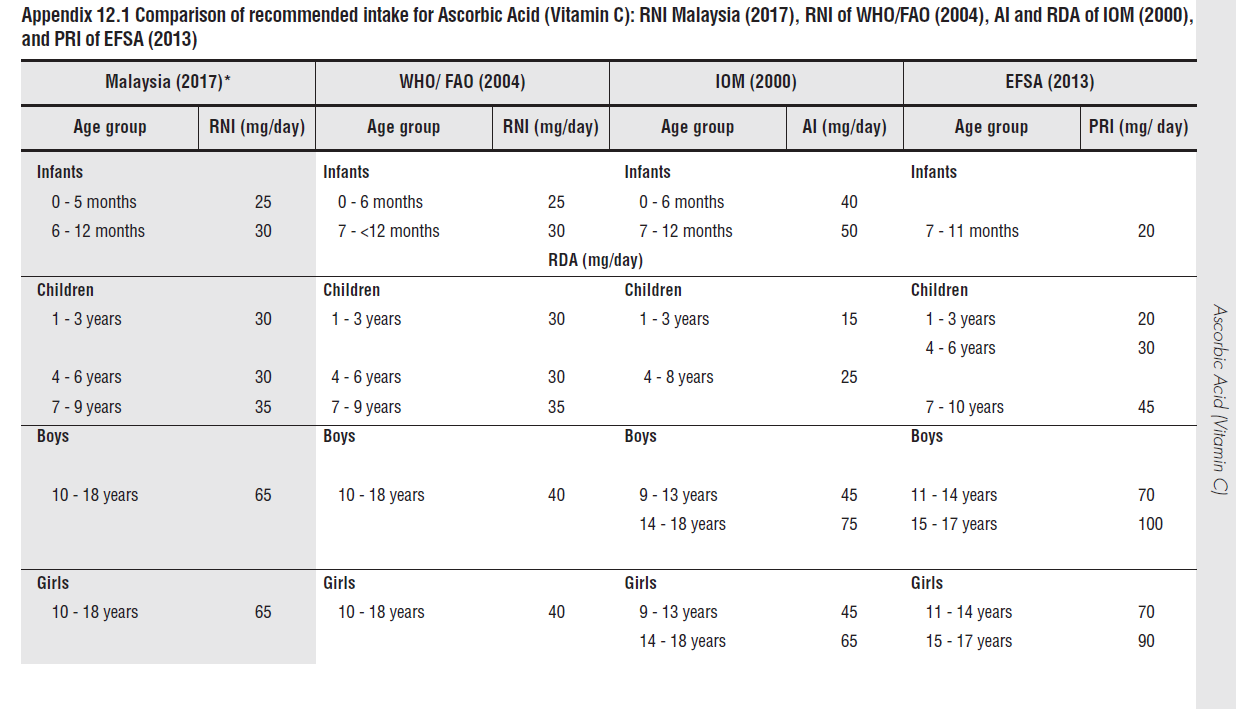 Appendix 12.1 Comparison of recommended intake for Ascorbic Acid (Vitamin C): RNI Malaysia (2017), RNI of WHO/FAO (2004), AI and RDA of IOM (2000),
and PRI of EFSA (2013)
Malaysia (2017)* WHO/ FAO (2004) IOM (2000) EFSA (2013)
Age group RNI (mg/day) Age group RNI (mg/day) Age group AI (mg/day) Age group PRI (mg/ day)
Infants Infants Infants Infants
0 - 5 months 25 0 - 6 months 25 0 - 6 months 40
6 - 12 months 30 7 - <12 months 30 7 - 12 months 50 7 - 11 months 20
RDA (mg/day)
Children Children Children Children
1 - 3 years 30 1 - 3 years 30 1 - 3 years 15 1 - 3 years 20
4 - 6 years 30
4 - 6 years 30 4 - 6 years 30 4 - 8 years 25
7 - 9 years 35 7 - 9 years 35 7 - 10 years 45
Boys Boys Boys Boys
10 - 18 years 65 10 - 18 years 40 9 - 13 years 45 11 - 14 years 70
14 - 18 years 75 15 - 17 years 100
Girls Girls Girls Girls
10 - 18 years 65 10 - 18 years 40 9 - 13 years 45 11 - 14 years 70
14 - 18 years 65 15 - 17 years 90
Ascorbic Acid (Vitamin C)